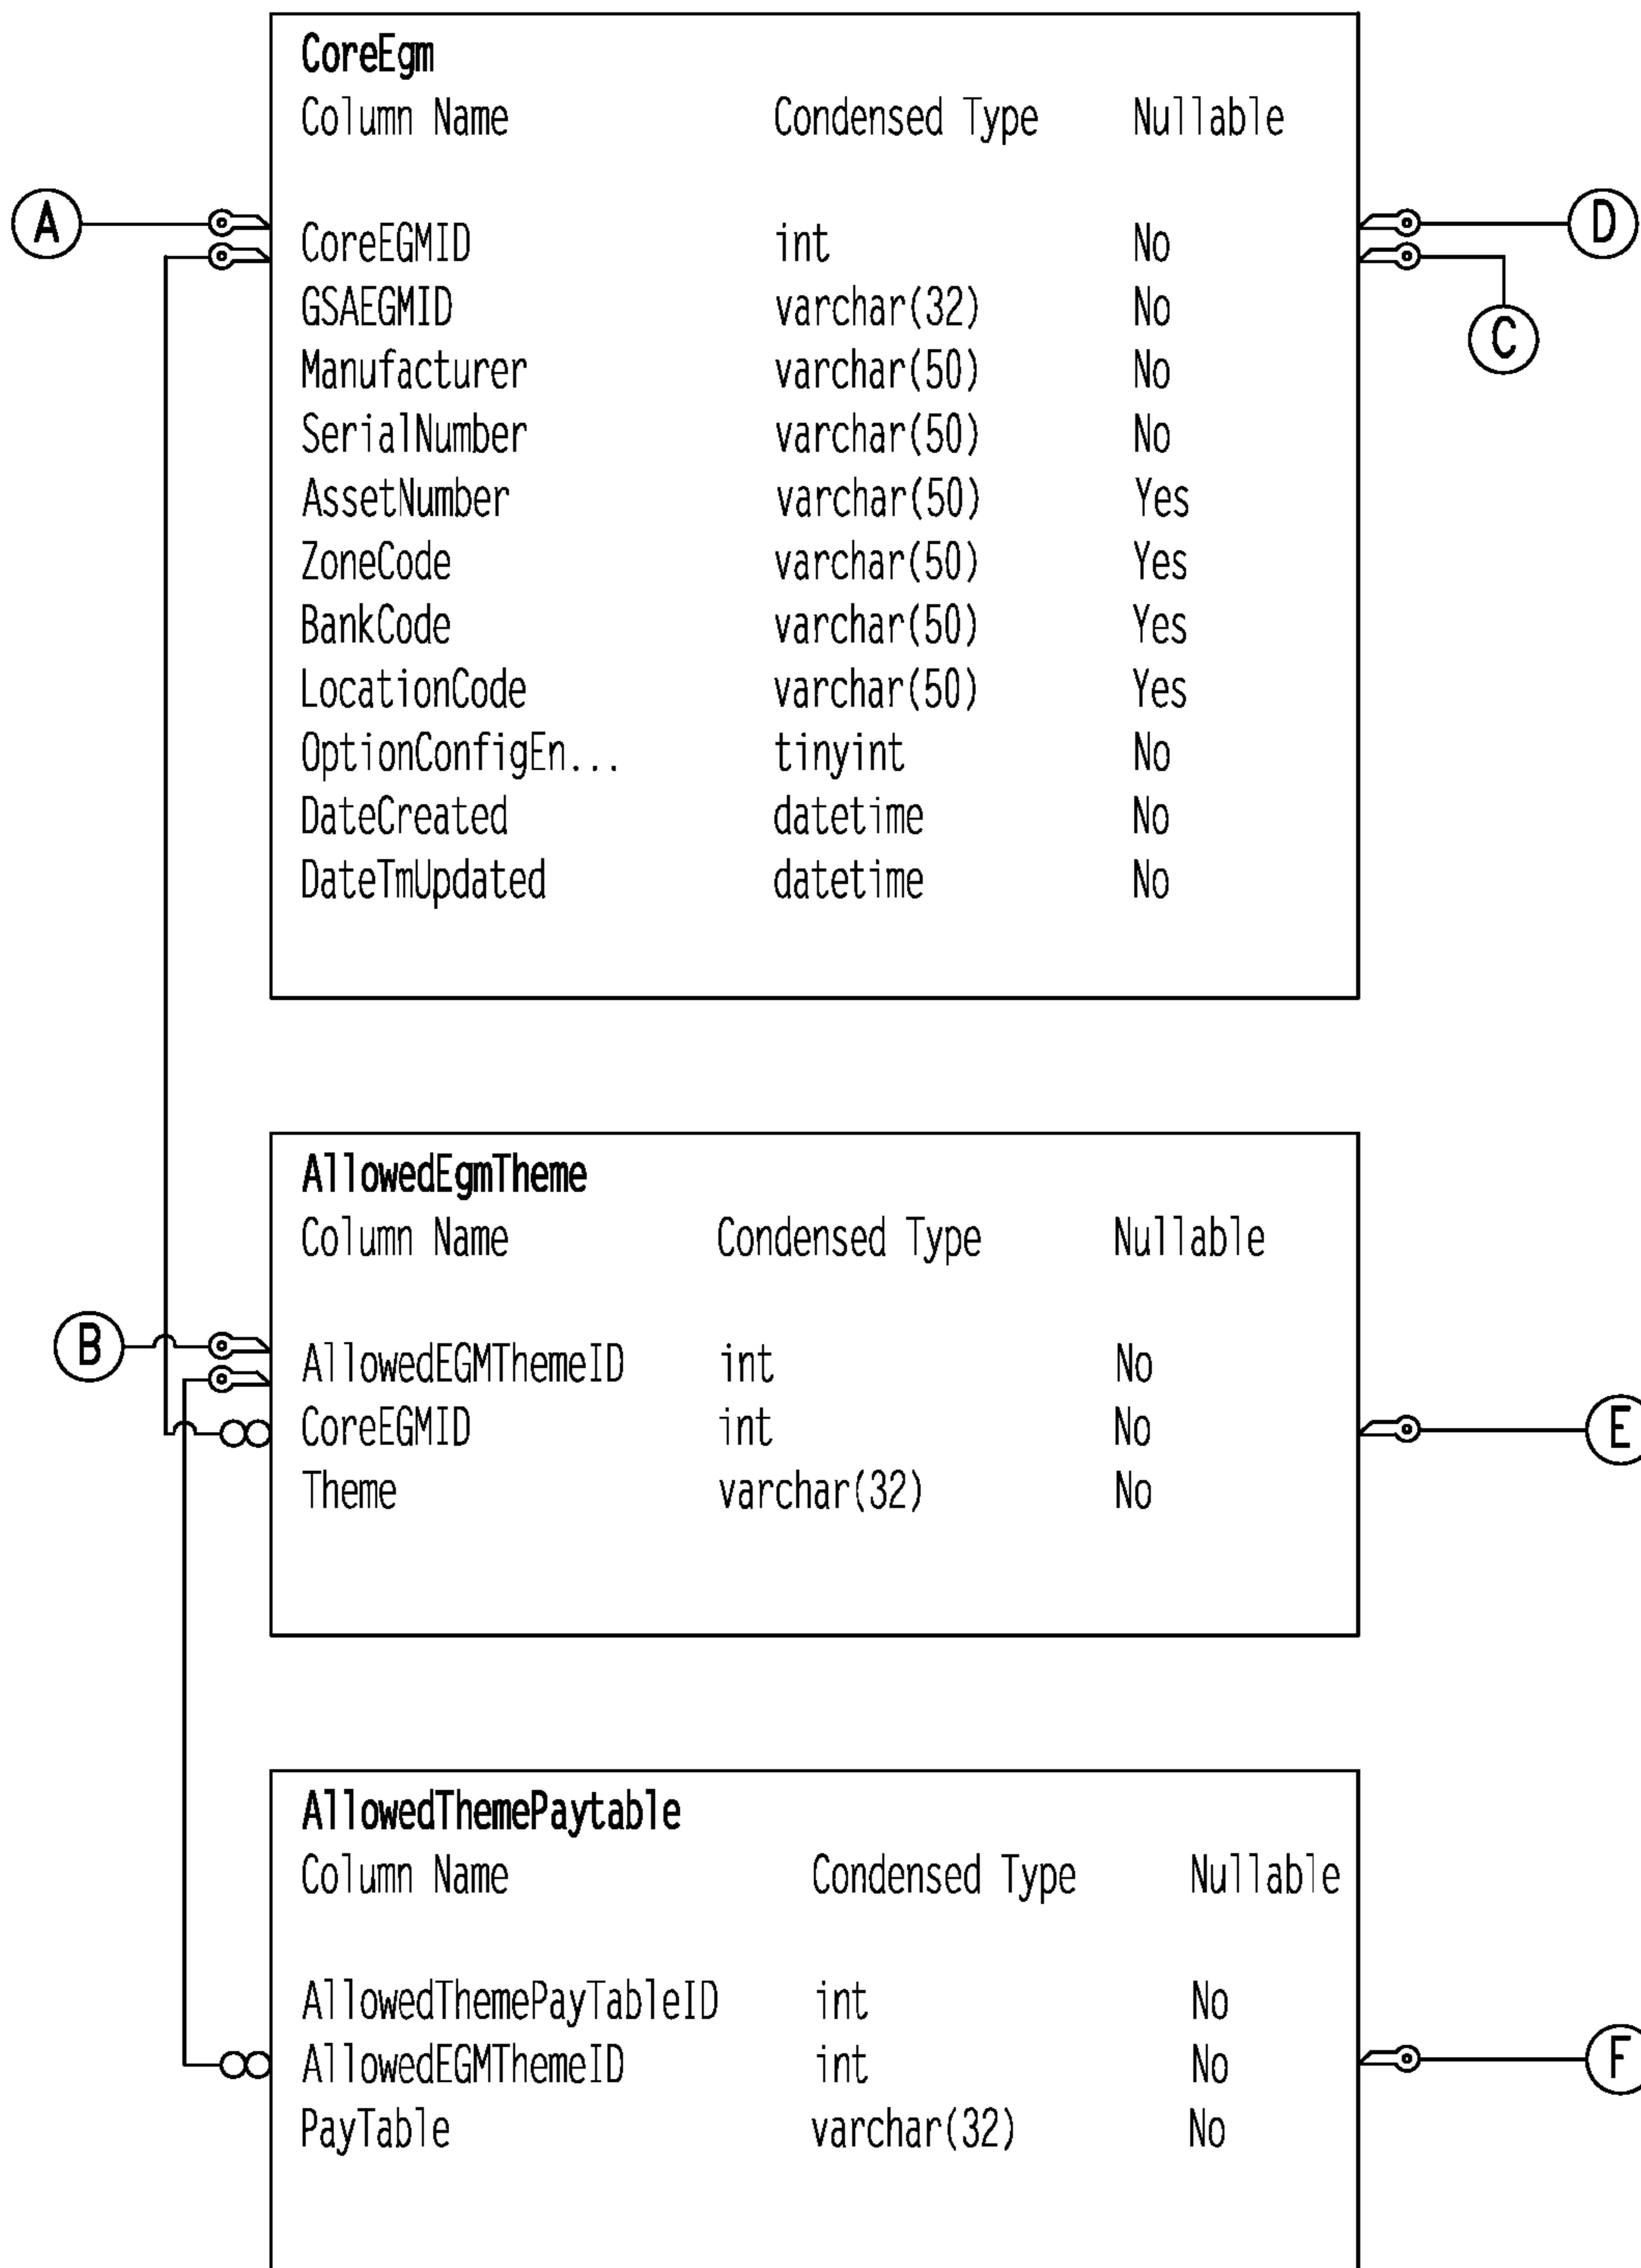 CoreEgm
Column Name Condensed Type Nullable
A
D
CoreEGMID int No
GSAEGMID varchar(32) No
C
Manufacturer varchar(50) No
SerialNumber varchar(50) No
AssetNumber varchar(50) Yes
ZoneCode varchar(50) Yes
BankCode varchar(50) Yes
LocationCode varchar(50) Yes
OptionConfigEn... tinyint No
DateCreated datetime No
DateTmUpdated datetime No
AllowedEgmTheme
Column Name Condensed Type Nullable
B
AllowedEGMThemeID int No
CoreEGMID int No
E
Theme varchar(32) No
AllowedThemePaytable
Column Name Condensed Type Nullable
AllowedThemePayTableID int No
AllowedEGMThemeID int No
F
PayTable varchar(32) No